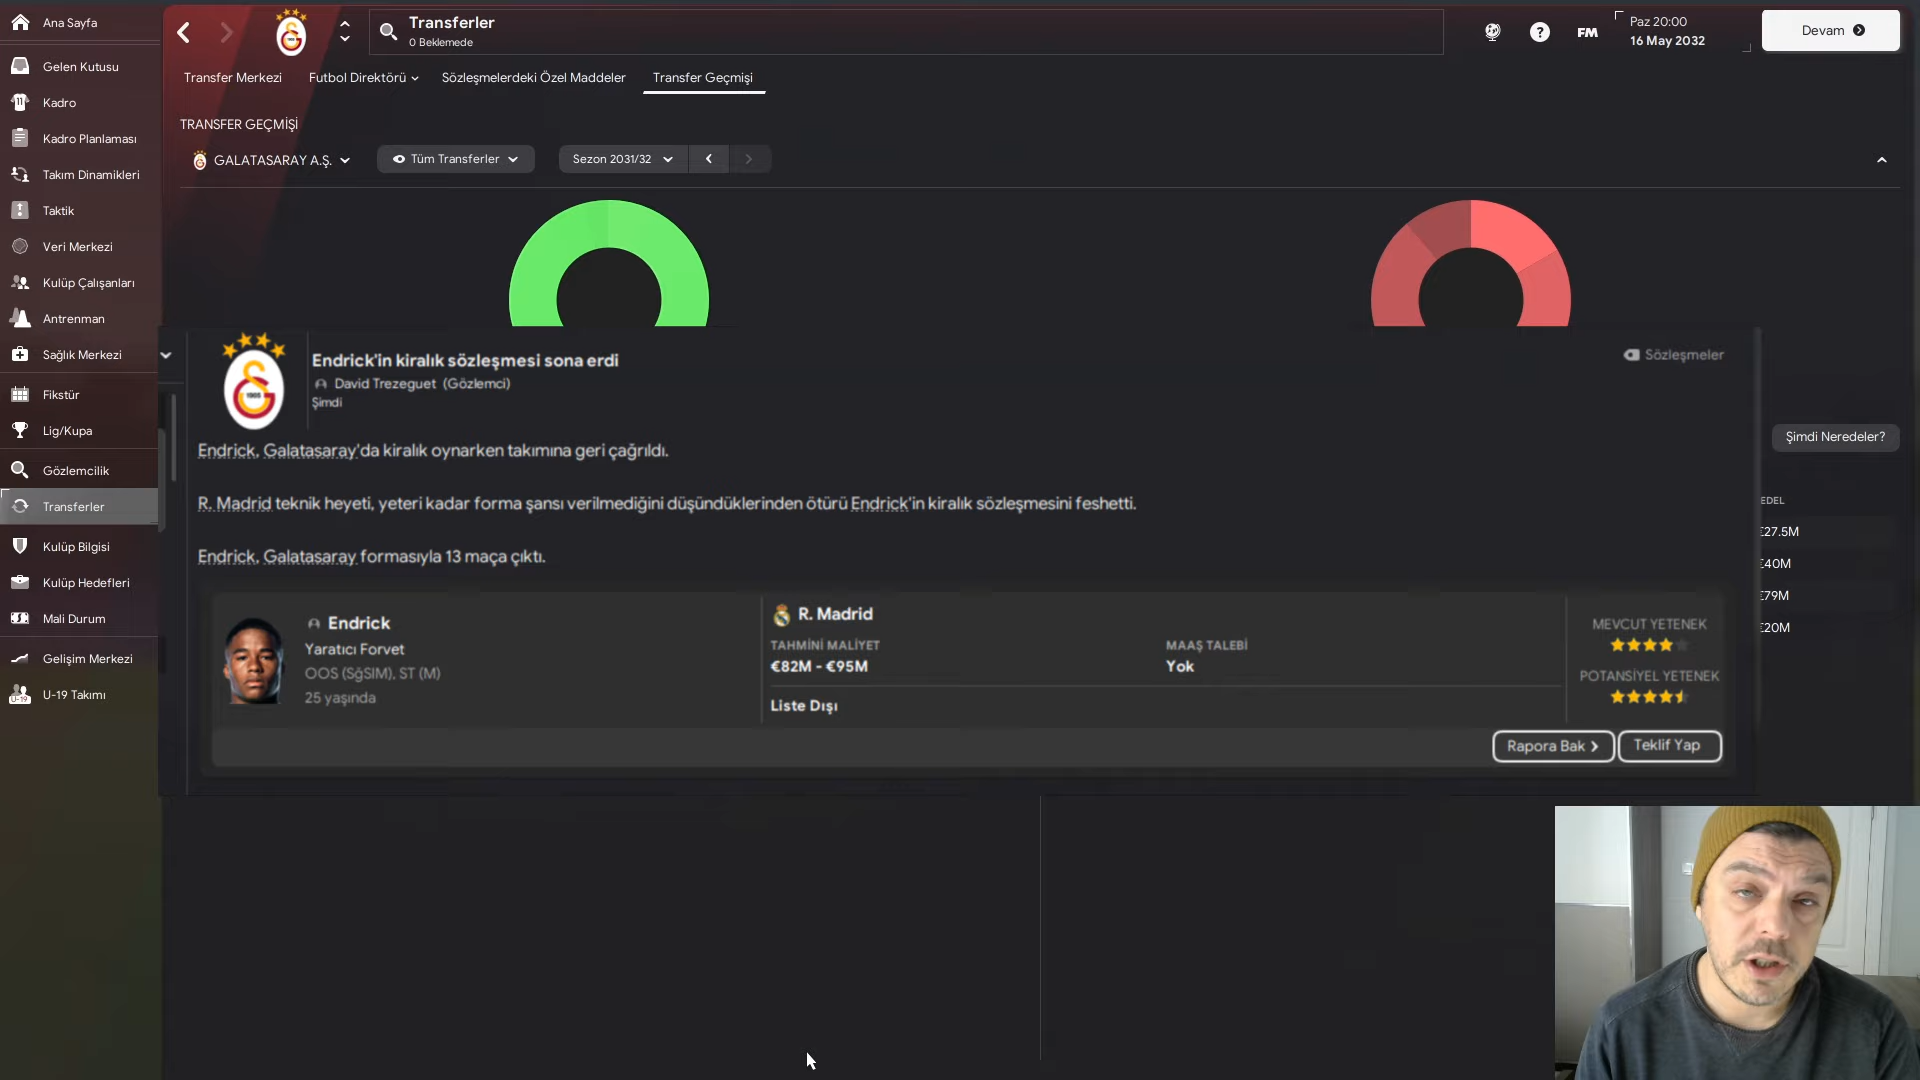 Ana Sayfa
Gelen Kutusu
Kadro
Kadro Planlaması
Takım Dinamikleri
Taktik
Veri Merkezi
Kulüp Çalışanları
Antrenman
Sağlık Merkezi
Fikstür
Lig/Kupa
Gözlemcilik
Transferler
Kulüp Bilgisi
Kulüp Hedefleri
Mali Durum
Gelişim Merkezi
U-19 Takımı
Transferler
0 Beklemede
FM
Paz 20:00
16 May 2032
Devam
Transfer Merkezi
Futbol Direktörü
Sözleşmelerdeki Özel Maddeler
Transfer Geçmişi
TRANSFER GEÇMİŞİ
GALATASARAY A.Ş.
Tüm Transferler
Sezon 2031/32
Endrick'in kiralık sözleşmesi sona erdi
David Trezeguet (Gözlemci)
Şimdi
Sözleşmeler
Endrick, Galatasaray'da kiralık oynarken takımına geri çağrıldı.
R. Madrid teknik heyeti, yeteri kadar forma şansı verilmediğini düşündüklerinden ötürü Endrick'in kiralık sözleşmesini feshetti.
Endrick, Galatasaray formasıyla 13 maça çıktı.
Endrick
Yaratıcı Forvet
OOS (SğSIM), ST (M)
25 yaşında
R. Madrid
TAHMİNİ MALİYET
€82M - €95M
MAAŞ TALEBİ
Yok
Liste Dışı
MEVCUT YETENEK
POTANSİYEL YETENEK
Rapora Bak
Teklif Yap
Şimdi Neredeler?
EDEL
€27.5M
€40M
€79M
€20M